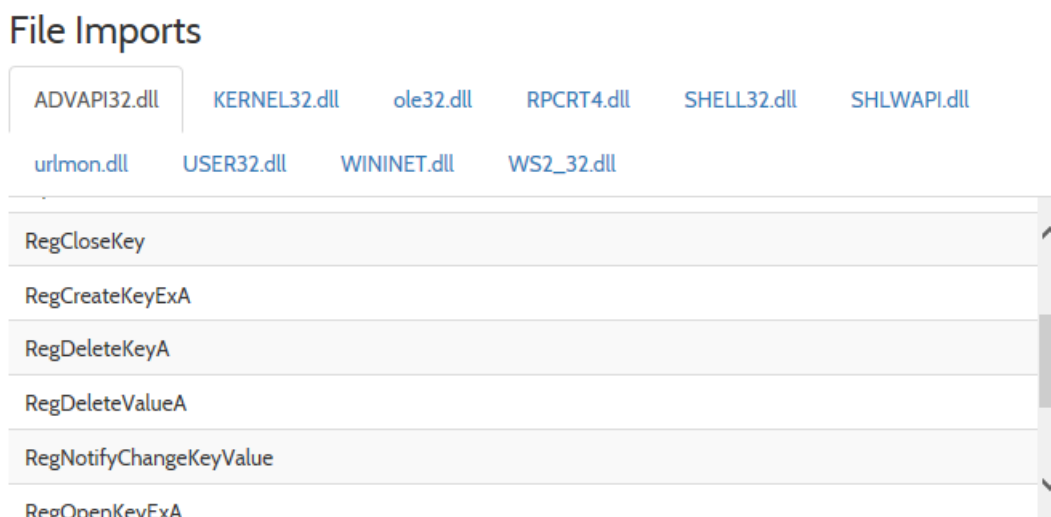 File Imports
ADVAPI32.dll KERNEL32.dll ole32.dll RPCRT4.dll SHELL32.dll SHLWAPI.dll
urlmon.dll USER32.dll WININET.dll WS2_32.dll
RegCloseKey
RegCreateKeyExA
RegDeleteKeyA
RegDeleteValueA
RegNotifyChangeKeyValue
RegOpenKeyExA